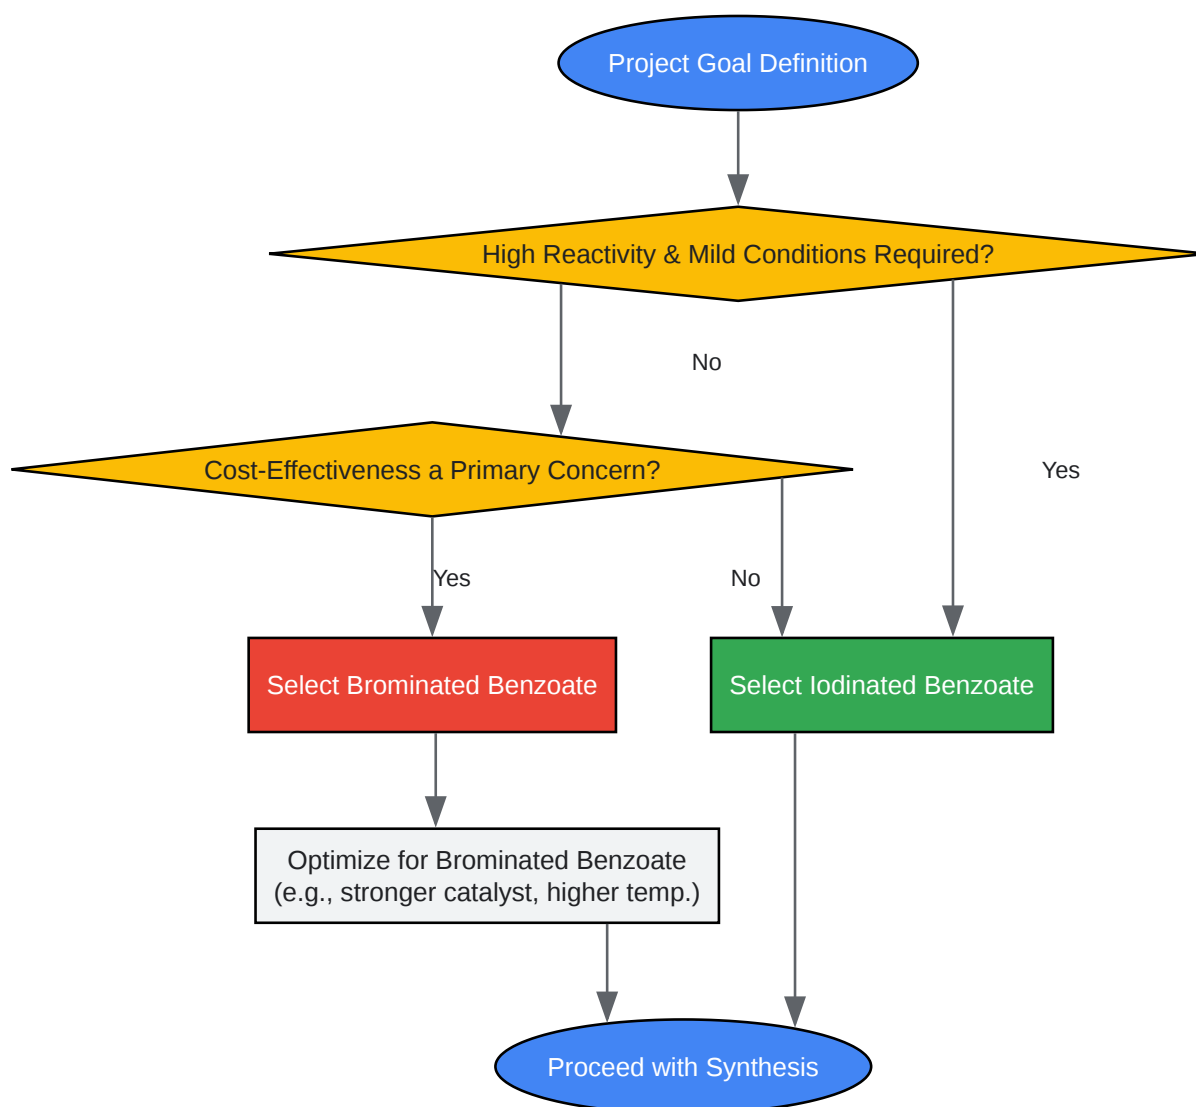 Project Goal Definition
High Reactivity & Mild Conditions Required?
No
Cost-Effectiveness a Primary Concern?
Yes
Yes
No
Select Brominated Benzoate
Select Iodinated Benzoate
Optimize for Brominated Benzoate
(e.g., stronger catalyst, higher temp.)
Proceed with Synthesis